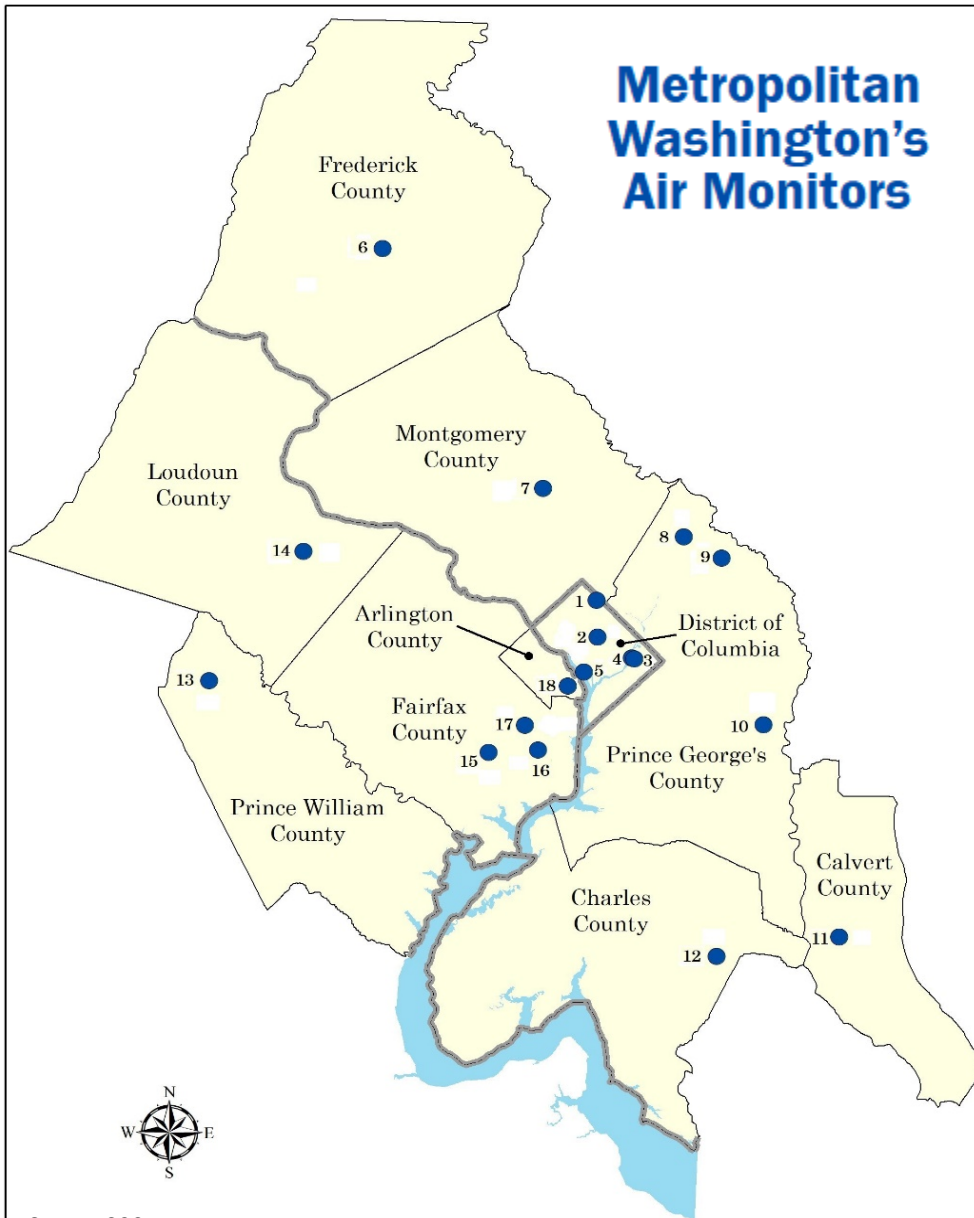 Metropolitan
Washington's
Air Monitors
Frederick
County
6
Montgomery
County
Loudoun
County
7
8
9
14
1
Arlington
County
2
District of
Columbia
4
3
5
13
18
Fairfax
County
17
10
15
16
Prince George's
County
Prince William
County
Calvert
County
Charles
County
11
12
N
W
E
S